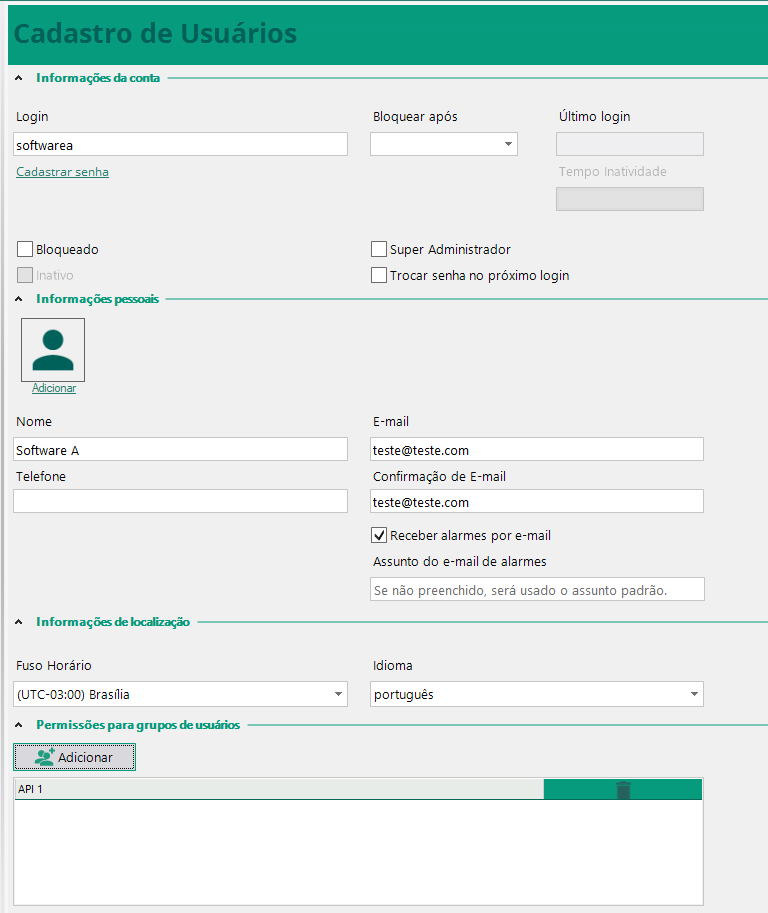 Cadastro de Usuários
Informações da conta
Login
Bloquear após
Último login
softwarea
Cadastrar senha
Tempo Inatividade
Bloqueado
Super Administrador
Inativo
Trocar senha no próximo login
Informações pessoais
Adicionar
Nome
E-mail
Software A
teste@teste.com
Telefone
Confirmação de E-mail
teste@teste.com
Receber alarmes por e-mail
Assunto do e-mail de alarmes
Se não preenchido, será usado o assunto padrão.
Informações de localização
Fuso Horário
Idioma
(UTC-03:00) Brasília
português
Permissões para grupos de usuários
Adicionar
API 1